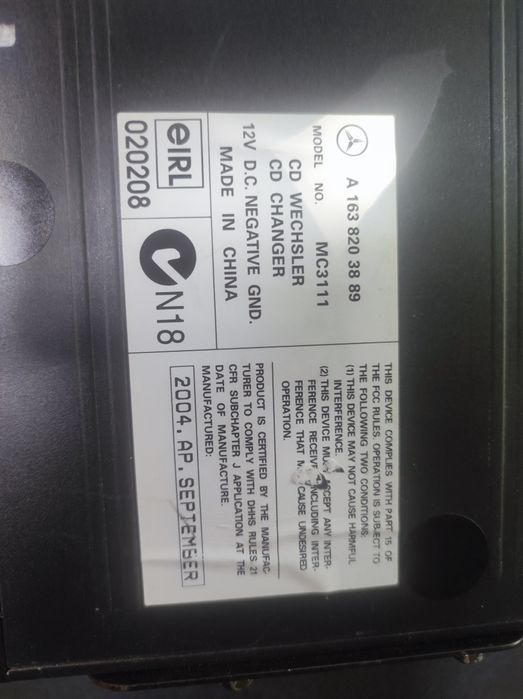 A 163 820 38 89
MODEL NO. MC3111
CD WECHSLER
CD CHANGER
12V D.C. NEGATIVE GND.
MADE IN CHINA
eIRL
020208
N18
THIS DEVICE COMPLIES WITH PART 15 OF
THE FCC RULES. OPERATION IS SUBJECT TO
THE FOLLOWING TWO CONDITIONS:
(1) THIS DEVICE MAY NOT CAUSE HARMFUL
INTERFERENCE.
(2) THIS DEVICE ANY INTER-
FERENCE INCLUDING INTER-
FERENCE THAT CAUSE UNDESIRED
OPERATION.
PRODUCT IS CERTIFIED BY THE MANUFAC-
TURER TO COMPLY WITH DHHS RULES 21
CFR SUBCHAPTER J APPLICATION AT THE
DATE OF MANUFACTURE.
MANUFACTURED:
2004. AP. SEPTEMBER